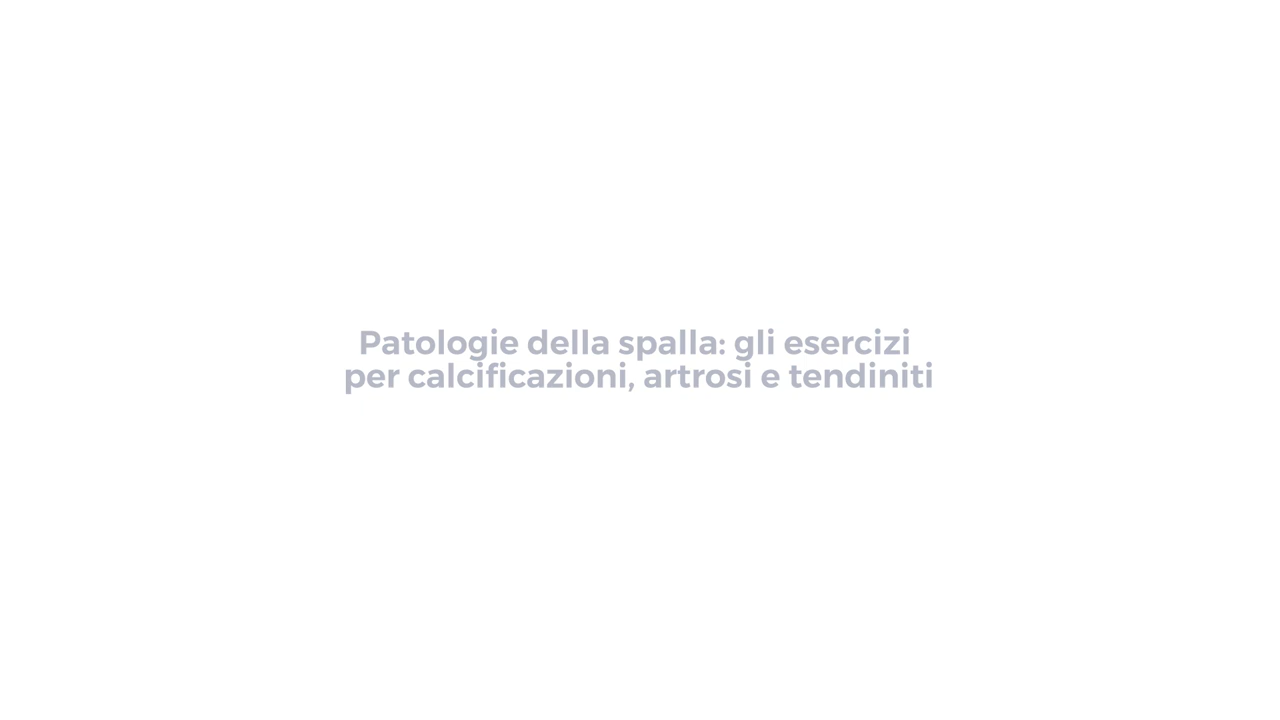 Patologie della spalla: gli esercizi
per calcificazioni, artrosi e tendiniti